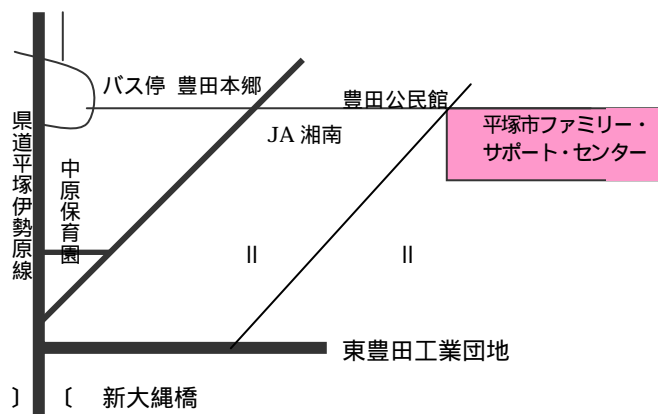 バス停 豊田本郷
豊田公民館
平塚市ファミリー・
サポート・センター
JA 湘南
県道平塚伊勢原線
中原保育園
〃
〃
東豊田工業団地
新大縄橋